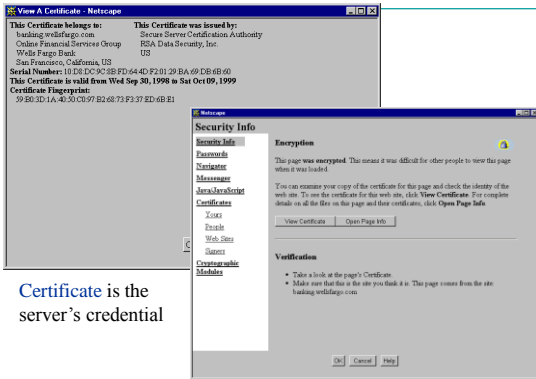 View A Certificate - Netscape
This Certificate belongs to:
banking.wellsfargo.com
Online Financial Services Group
Wells Fargo Bank
San Francisco, California, US
This Certificate was issued by:
Secure Server Certification Authority
RSA Data Security, Inc.
US
Serial Number: 10:D8:DC:9C:8B:FD:64:4D:F2:01:29:BA:69:DB:6B:60
This Certificate is valid from Wed Sep 30, 1998 to Sat Oct 09, 1999
Certificate Fingerprint:
59:B0:3D:1A:40:50:C0:97:B2:68:73:F3:37:ED:6B:E1
Netscape
Security Info
Security Info
Passwords
Navigator
Messenger
Java/JavaScript
Certificates
Yours
People
Web Sites
Signers
Cryptographic
Modules
Encryption
This page was encrypted. This means it was difficult for other people to view this page
when it was loaded.
You can examine your copy of the certificate for this page and check the identity of the
web site. To see the certificate for this web site, click View Certificate. For complete
details on all the files on this page and their certificates, click Open Page Info.
View Certificate
Open Page Info
Verification
• Take a look at the page's Certificate.
• Make sure that this is the site you think it is. This page comes from the site:
banking.wellsfargo.com
OK
Cancel
Help
Certificate is the
server's credential